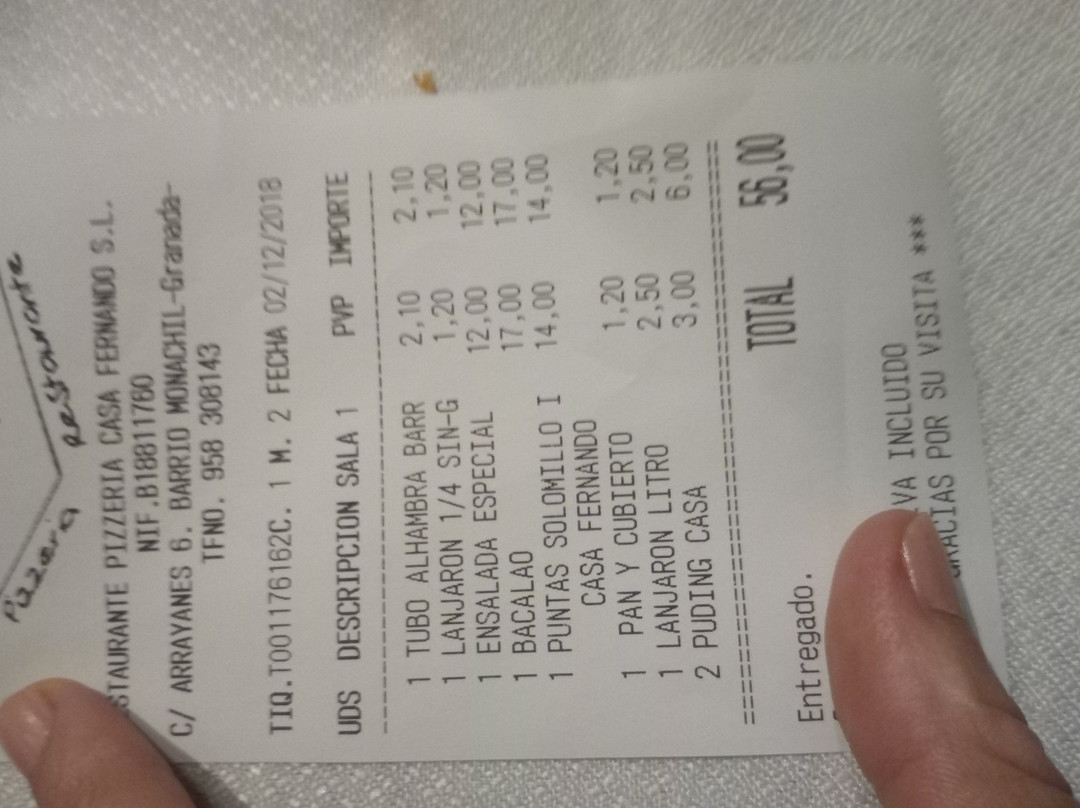 Pizzeria Restaurante
STAURANTE PIZZERIA CASA FERNANDO S.L.
NIF.B18811760
C/ ARRAYANES 6. BARRIO MONACHIL-Granada-
TFNO. 958 308143
TIQ.T001176162C. 1 M. 2 FECHA 02/12/2018
UDS DESCRIPCION SALA 1 PVP IMPORTE
1 TUBO ALHAMBRA BARR 2,10 2,10
1 LANJARON 1/4 SIN-G 1,20 1,20
1 ENSALADA ESPECIAL 12,00 12,00
1 BACALAO 17,00 17,00
1 PUNTAS SOLOMILLO I 14,00 14,00
CASA FERNANDO
1 PAN Y CUBIERTO 1,20 1,20
1 LANJARON LITRO 2,50 2,50
2 PUDING CASA 3,00 6,00
TOTAL 56,00
Entregado.
IVA INCLUIDO
GRACIAS POR SU VISITA ***